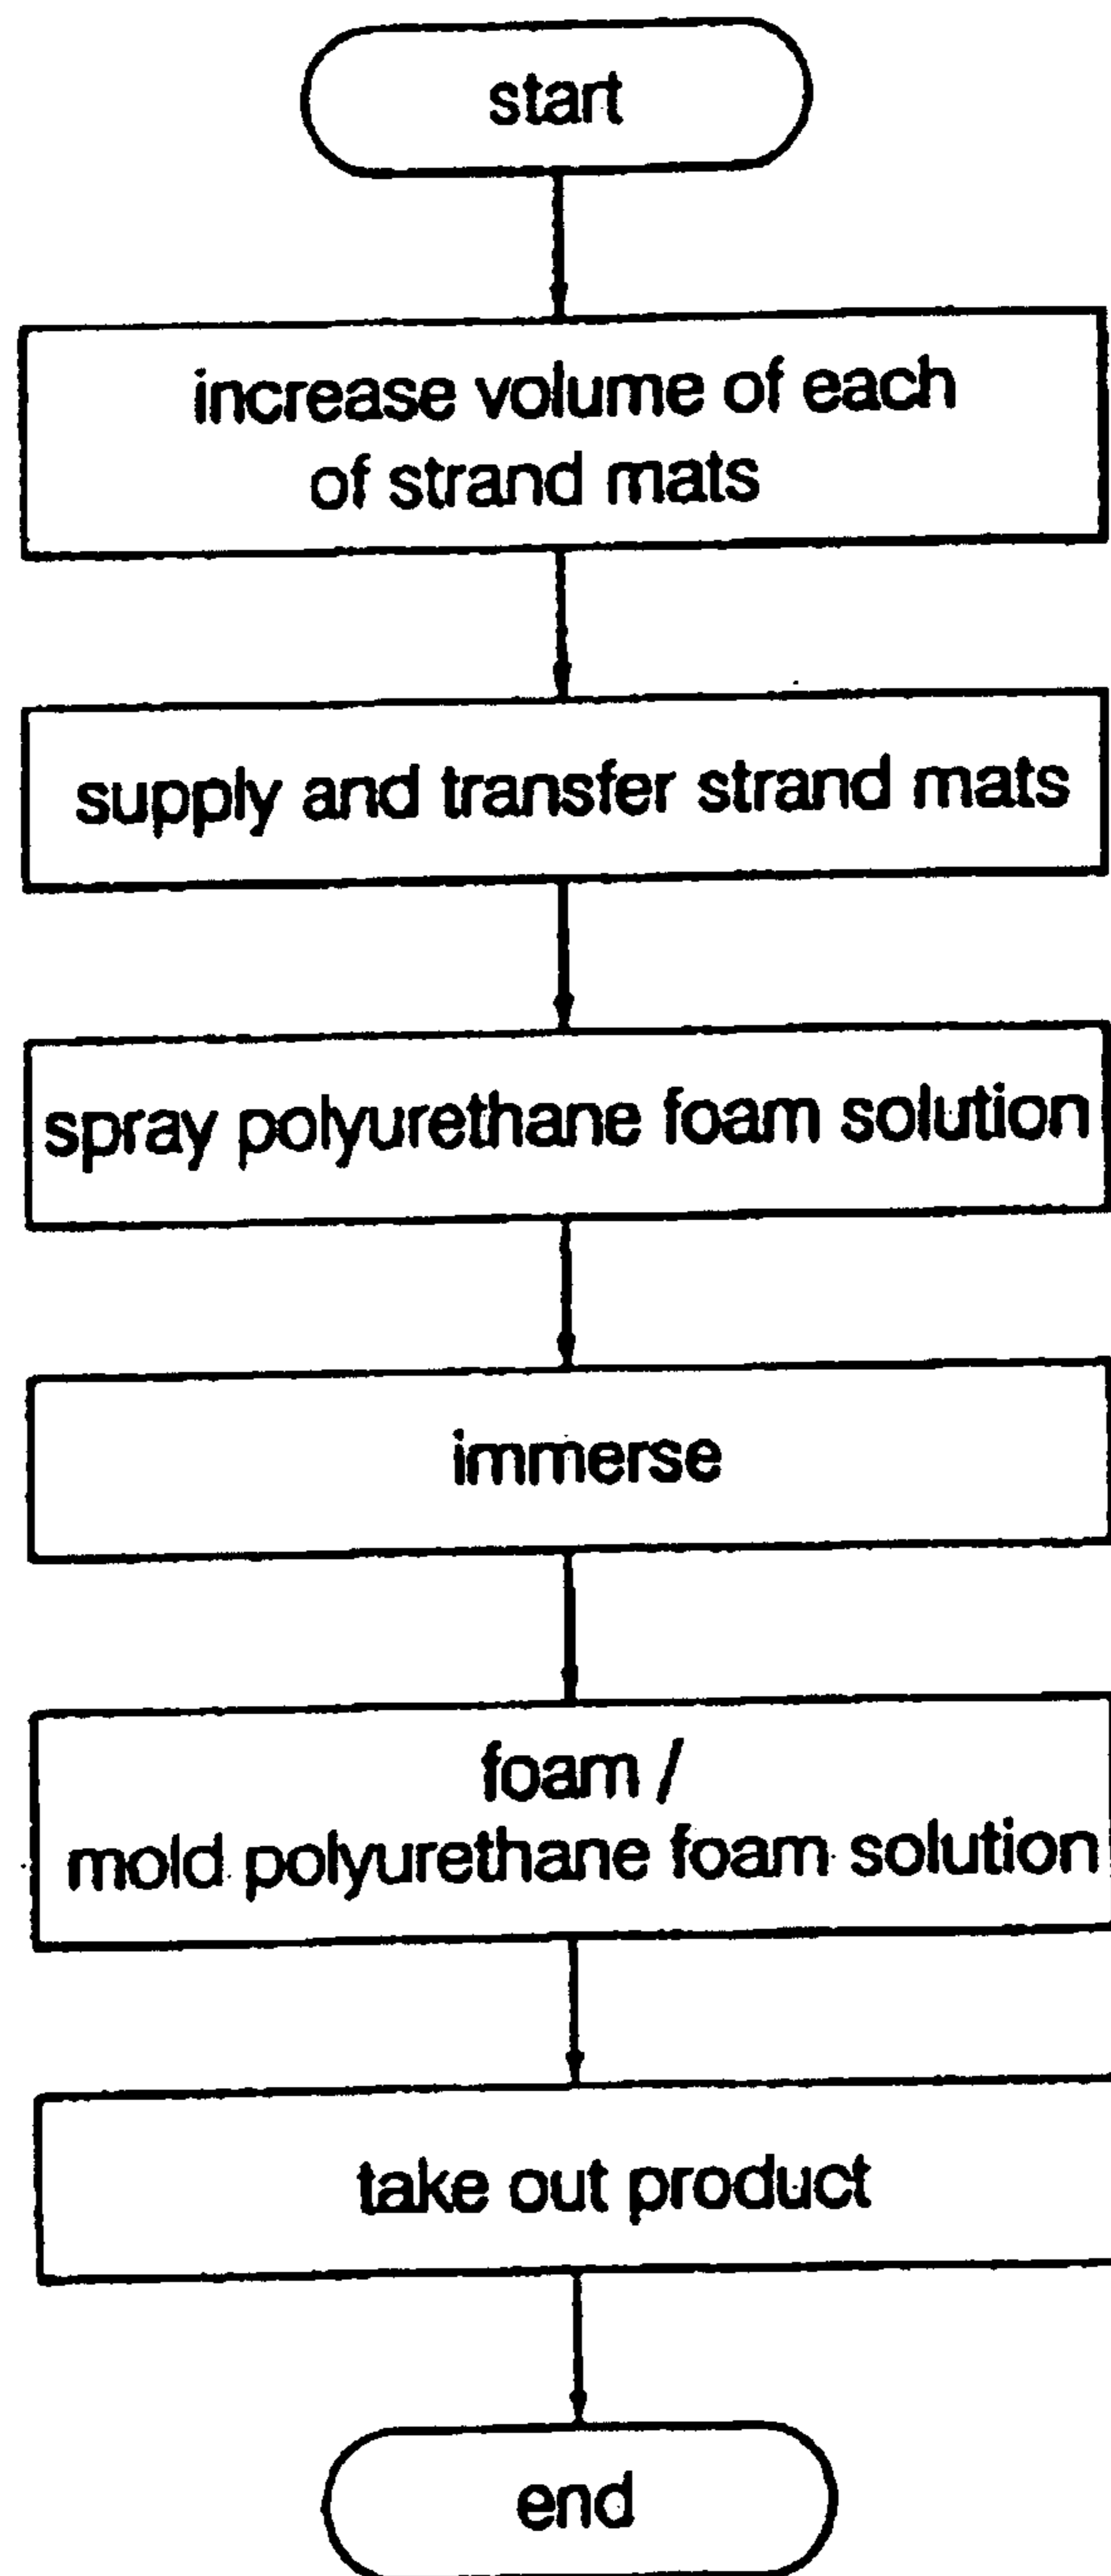 start
increase volume of each
of strand mats
supply and transfer strand mats
spray polyurethane foam solution
immerse
foam /
mold polyurethane foam solution
take out product
end